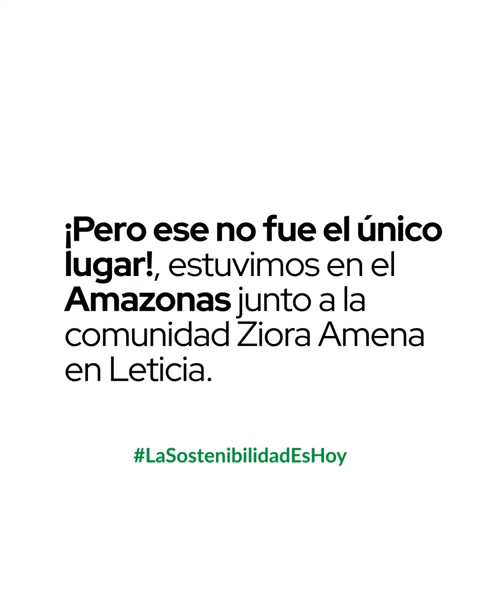 ¡Pero ese no fue el único
lugar!, estuvimos en el
Amazonas junto a la
comunidad Ziora Amena
en Leticia.
#LaSostenibilidadEsHoy